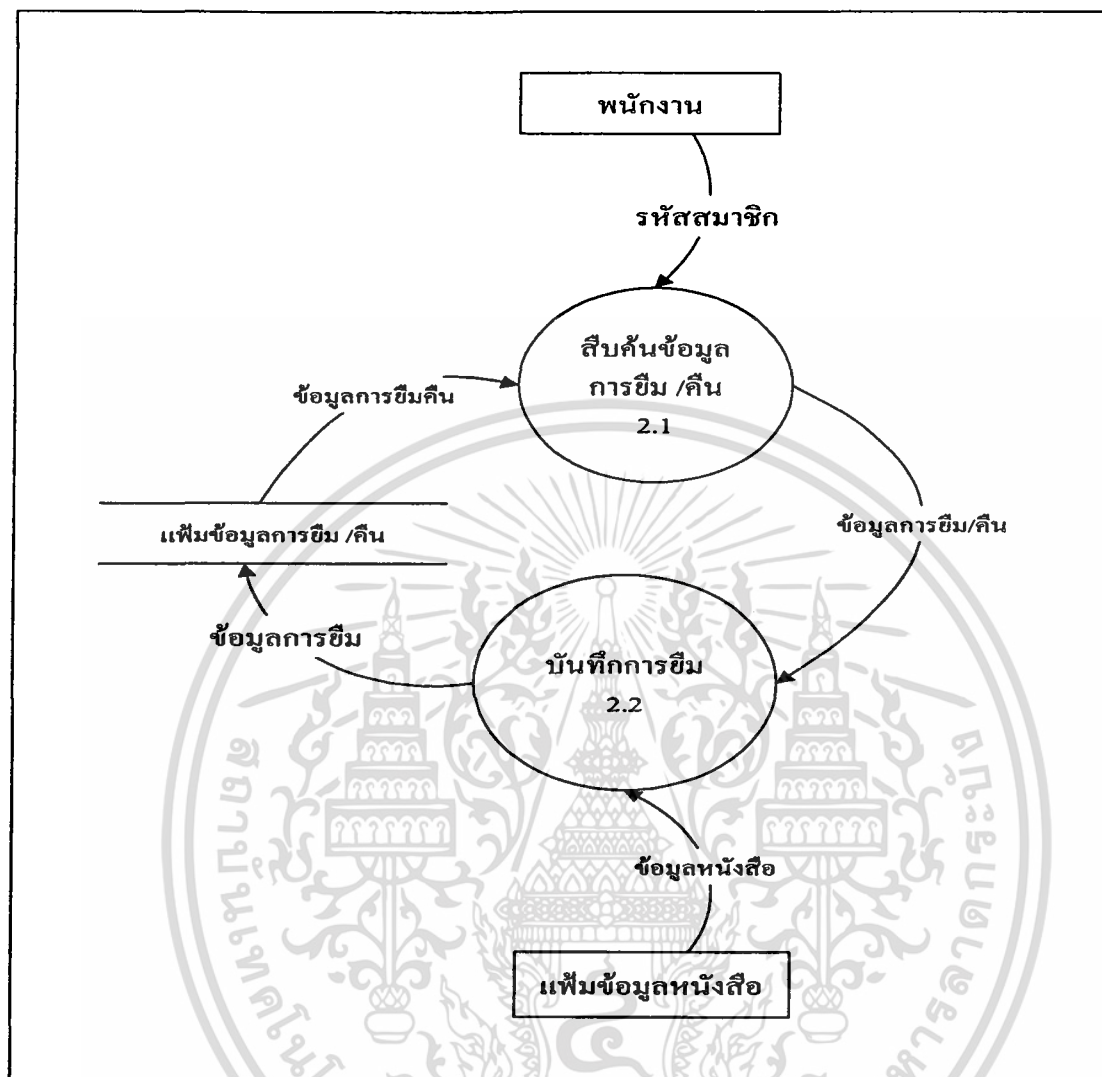 พนักงาน
รหัสสมาชิก
สืบค้นข้อมูล
การยืม /คืน
2.1
ข้อมูลการยืมคืน
แฟ้มข้อมูลการยืม /คืน
ข้อมูลการยืม/คืน
ข้อมูลการยืม
บันทึกการยืม
2.2
ข้อมูลหนังสือ
แฟ้มข้อมูลหนังสือ